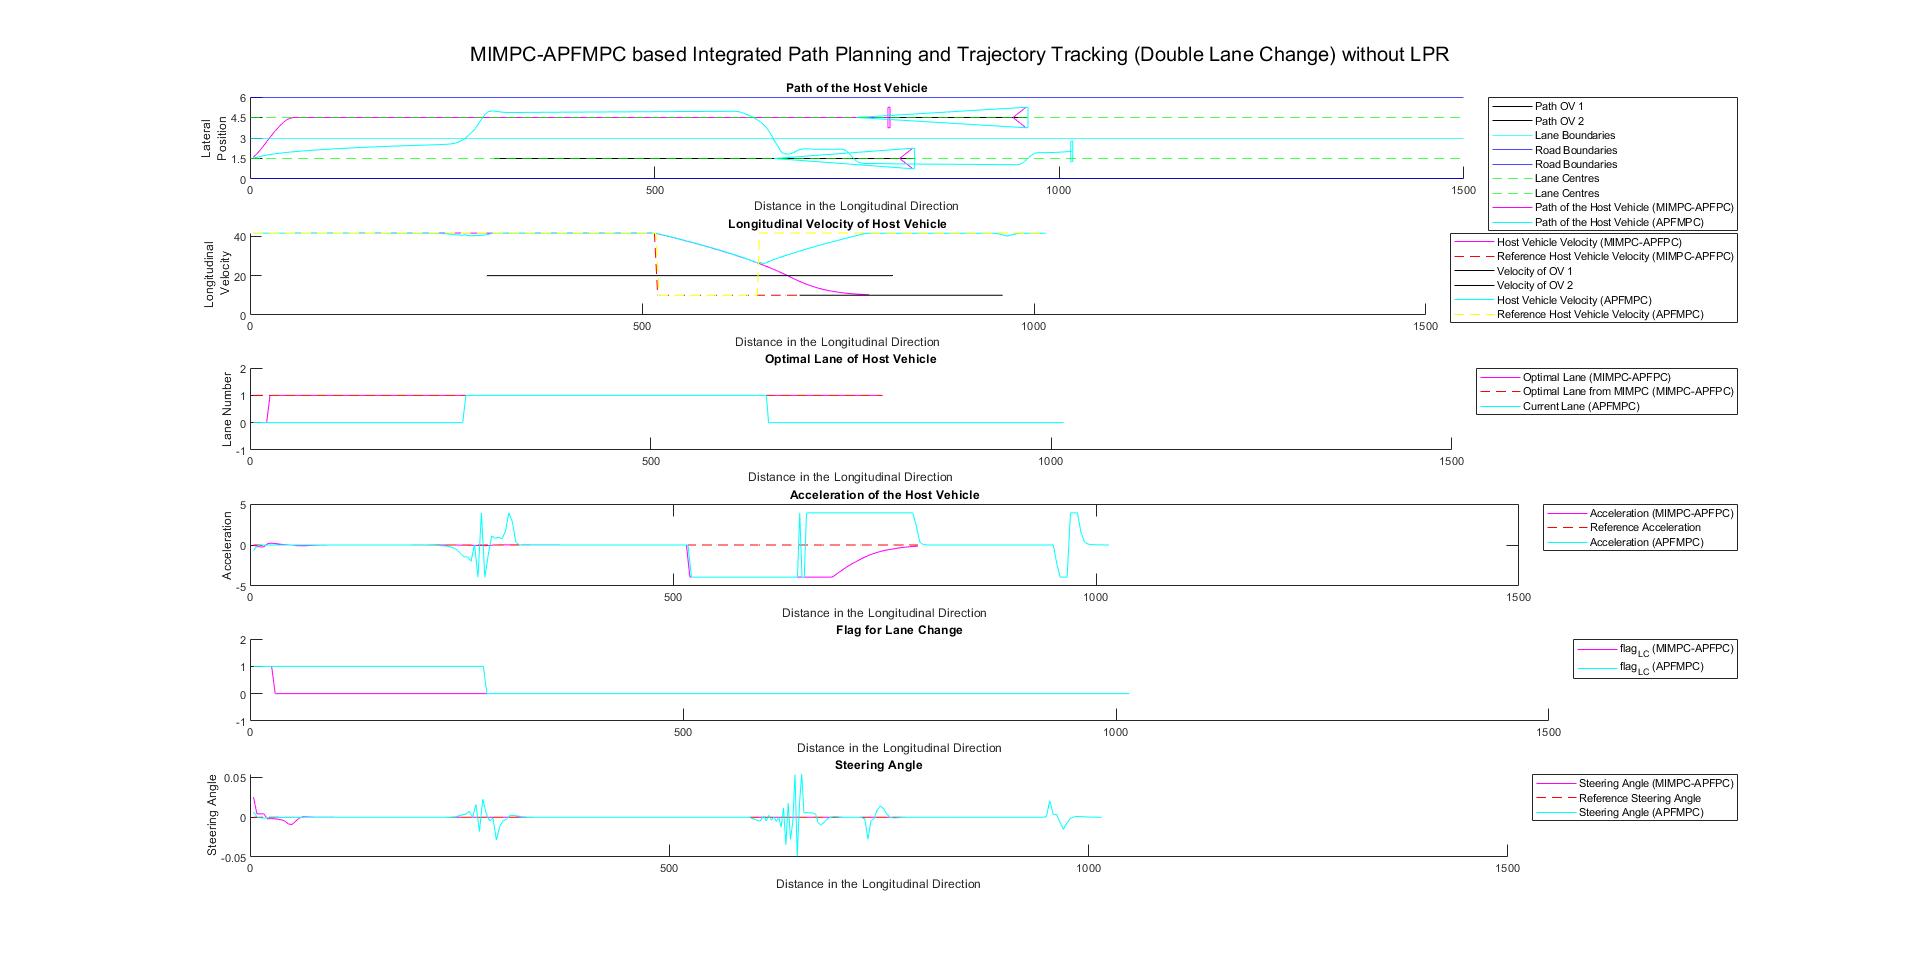 MIMPC-APFMPC based Integrated Path Planning and Trajectory Tracking (Double Lane Change) without LPR
Path of the Host Vehicle
Lateral
Position
6
4.5
3
1.5
0
0
500
1000
1500
Distance in the Longitudinal Direction
Path OV 1
Path OV 2
Lane Boundaries
Road Boundaries
Road Boundaries
Lane Centres
Lane Centres
Path of the Host Vehicle (MIMPC-APFPC)
Path of the Host Vehicle (APFMPC)
Longitudinal Velocity of Host Vehicle
Longitudinal
Velocity
40
20
0
0
500
1000
1500
Distance in the Longitudinal Direction
Host Vehicle Velocity (MIMPC-APFPC)
Reference Host Vehicle Velocity (MIMPC-APFPC)
Velocity of OV 1
Velocity of OV 2
Host Vehicle Velocity (APFMPC)
Reference Host Vehicle Velocity (APFMPC)
Optimal Lane of Host Vehicle
Lane Number
2
1
0
-1
0
500
1000
1500
Distance in the Longitudinal Direction
Optimal Lane (MIMPC-APFPC)
Optimal Lane from MIMPC (MIMPC-APFPC)
Current Lane (APFMPC)
Acceleration of the Host Vehicle
Acceleration
5
0
-5
0
500
1000
1500
Distance in the Longitudinal Direction
Acceleration (MIMPC-APFPC)
Reference Acceleration
Acceleration (APFMPC)
Flag for Lane Change
2
1
0
-1
0
500
1000
1500
Distance in the Longitudinal Direction
flag_LC (MIMPC-APFPC)
flag_LC (APFMPC)
Steering Angle
Steering Angle
0.05
0
-0.05
0
500
1000
1500
Distance in the Longitudinal Direction
Steering Angle (MIMPC-APFPC)
Reference Steering Angle
Steering Angle (APFMPC)